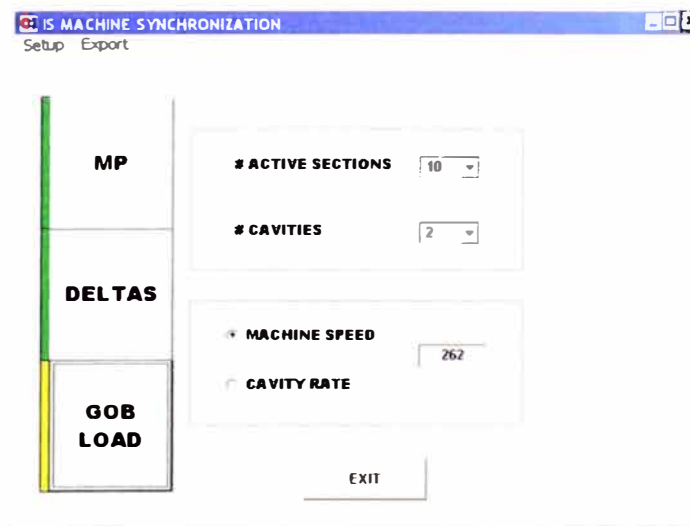 IS MACHINE SYNCHRONIZATION
Setup Export
MP
# ACTIVE SECTIONS 10
# CAVITIES 2
DELTAS
MACHINE SPEED
262
CAVITY RATE
GOB
LOAD
EXIT